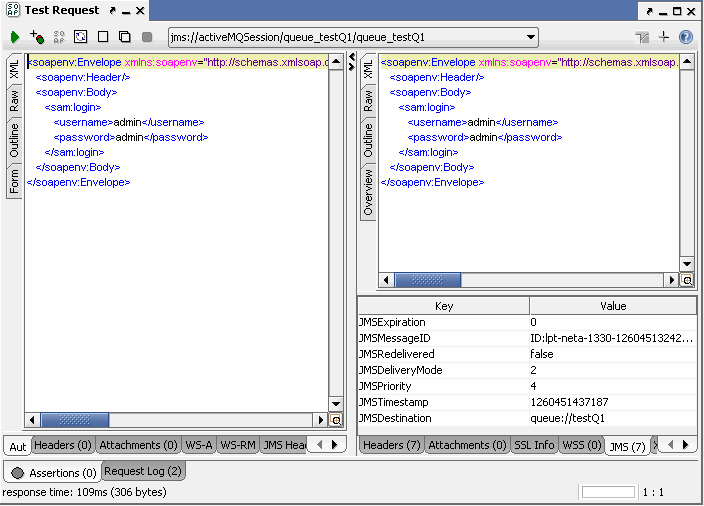 Test Request
SO
AP
jms://activeMQSession/queue_testQ1/queue_testQ1
XML
Raw
Outline
Form
<soapenv:Envelope xmlns:soapenv="http://schemas.xmlsoap.o
<soapenv:Header/>
<soapenv:Body>
<sam:login>
<username>admin</username>
<password>admin</password>
</sam:login>
</soapenv:Body>
</soapenv:Envelope>
XML
Raw
Outline
Overview
<soapenv:Envelope xmlns:soapenv="http://schemas.xmlsoap.
<soapenv:Header/>
<soapenv:Body>
<sam:login>
<username>admin</username>
<password>admin</password>
</sam:login>
</soapenv:Body>
</soapenv:Envelope>
Key Value
JMSExpiration 0
JMSMessageID ID:lpt-neta-1330-12604513242...
JMSRedelivered false
JMSDeliveryMode 2
JMSPriority 4
JMSTimestamp 1260451437187
JMSDestination queue://testQ1
Aut Headers (0) Attachments (0) WS-A WS-RM JMS Head
Headers (7) Attachments (0) SSL Info WSS (0) JMS (7)
Assertions (0) Request Log (2)
response time: 109ms (306 bytes) 1 : 1